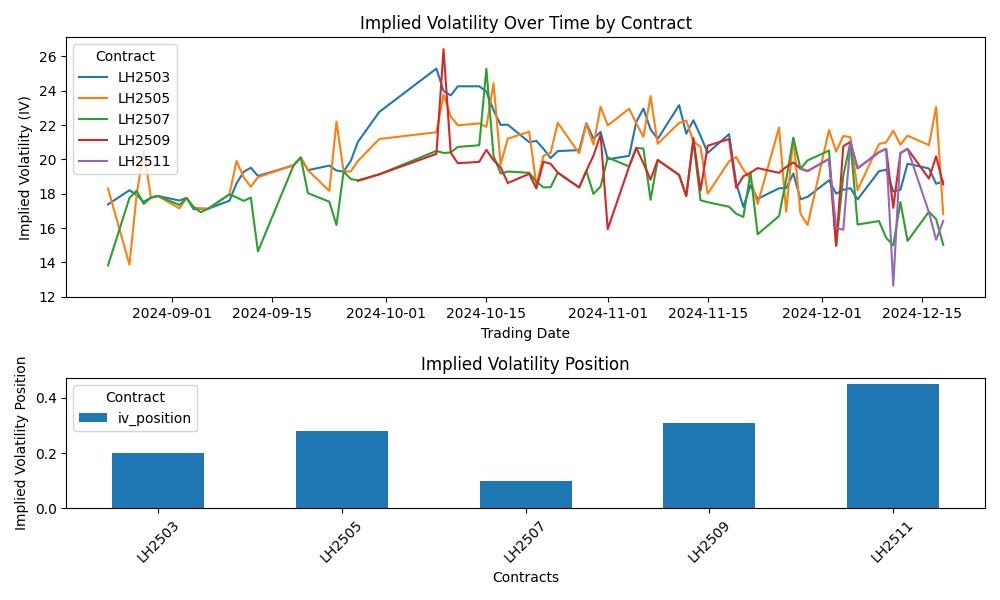 Implied Volatility Over Time by Contract
Implied Volatility (IV)
26
24
22
20
18
16
14
12
Contract
LH2503
LH2505
LH2507
LH2509
LH2511
2024-09-01 2024-09-15 2024-10-01 2024-10-15 2024-11-01 2024-11-15 2024-12-01 2024-12-15
Trading Date
Implied Volatility Position
Implied Volatility Position
0.4
0.2
0.0
Contract
iv_position
LH2503 LH2505 LH2507 LH2509 LH2511
Contracts